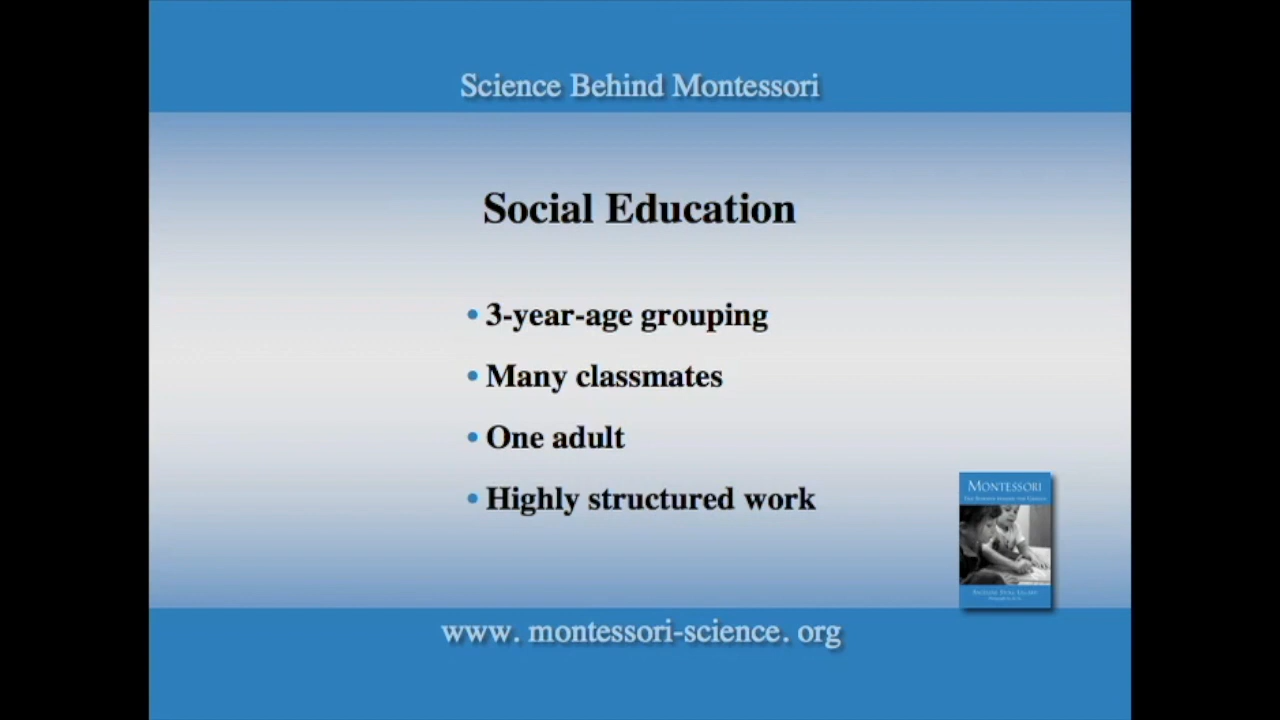 Science Behind Montessori
Social Education
• 3-year-age grouping
• Many classmates
• One adult
• Highly structured work
MONTESSORI
www. montessori-science. org